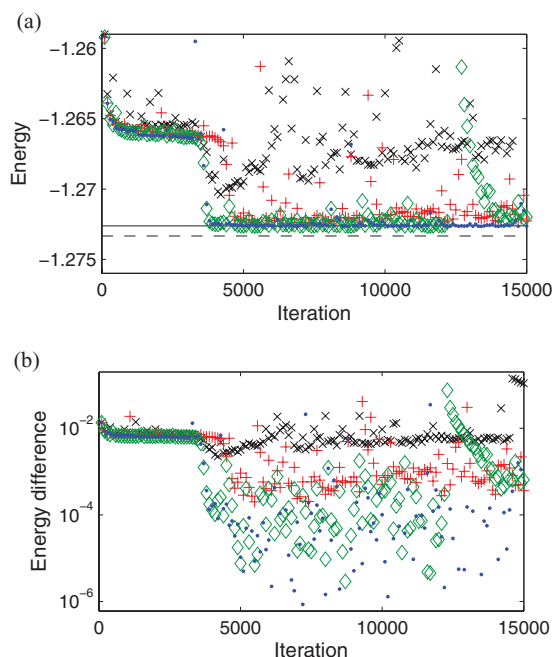 (a)
−1.26
−1.265
−1.27
−1.275
Energy
0
5000
10000
15000
Iteration
(b)
10⁻²
10⁻⁴
10⁻⁶
Energy difference
0
5000
10000
15000
Iteration